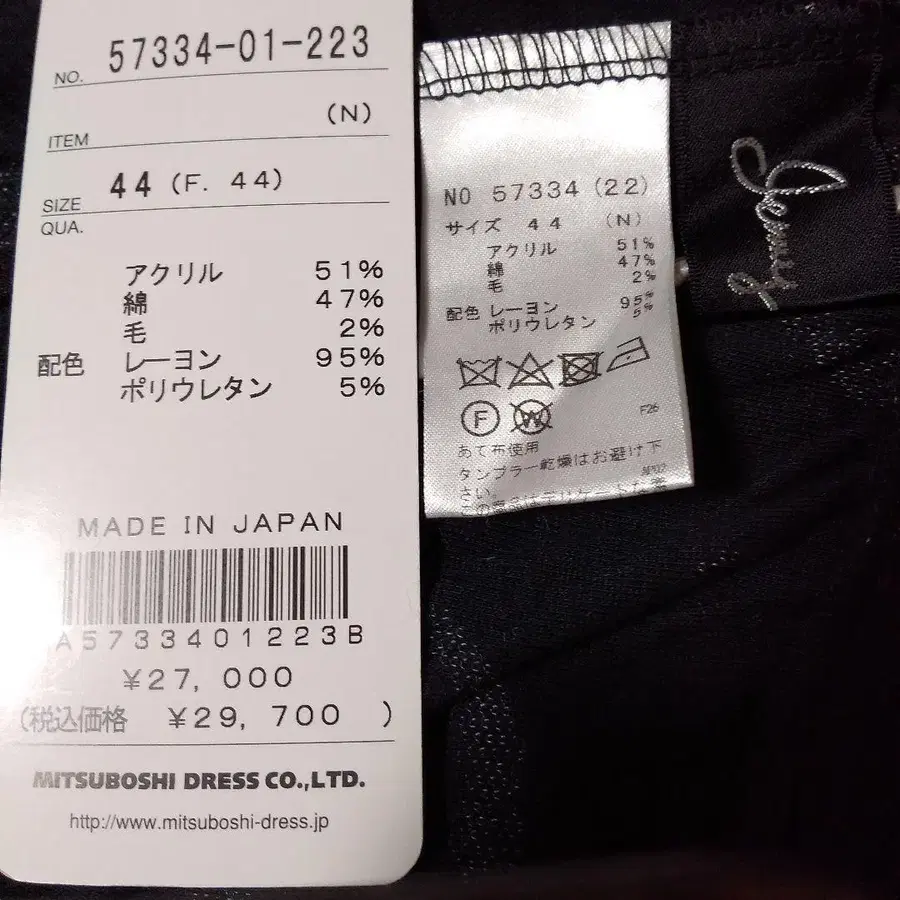 NO. 57334-01-223
ITEM (N)
SIZE 44 (F. 44)
QUA.
アクリル 51%
綿 47%
毛 2%
配色 レーヨン 95%
ポリウレタン 5%
MADE IN JAPAN
A5733401223B
¥27,000
(税込価格 ¥29,700 )
MITSUBOSHI DRESS CO.,LTD.
http://www.mitsuboshi-dress.jp
NO 57334(22)
サイズ 44 (N)
アクリル 51%
綿 47%
毛 2%
配色 レーヨン 95%
ポリウレタン 5%
F W
F26
あて布使用
タンブラー乾燥はお避け下
さい。